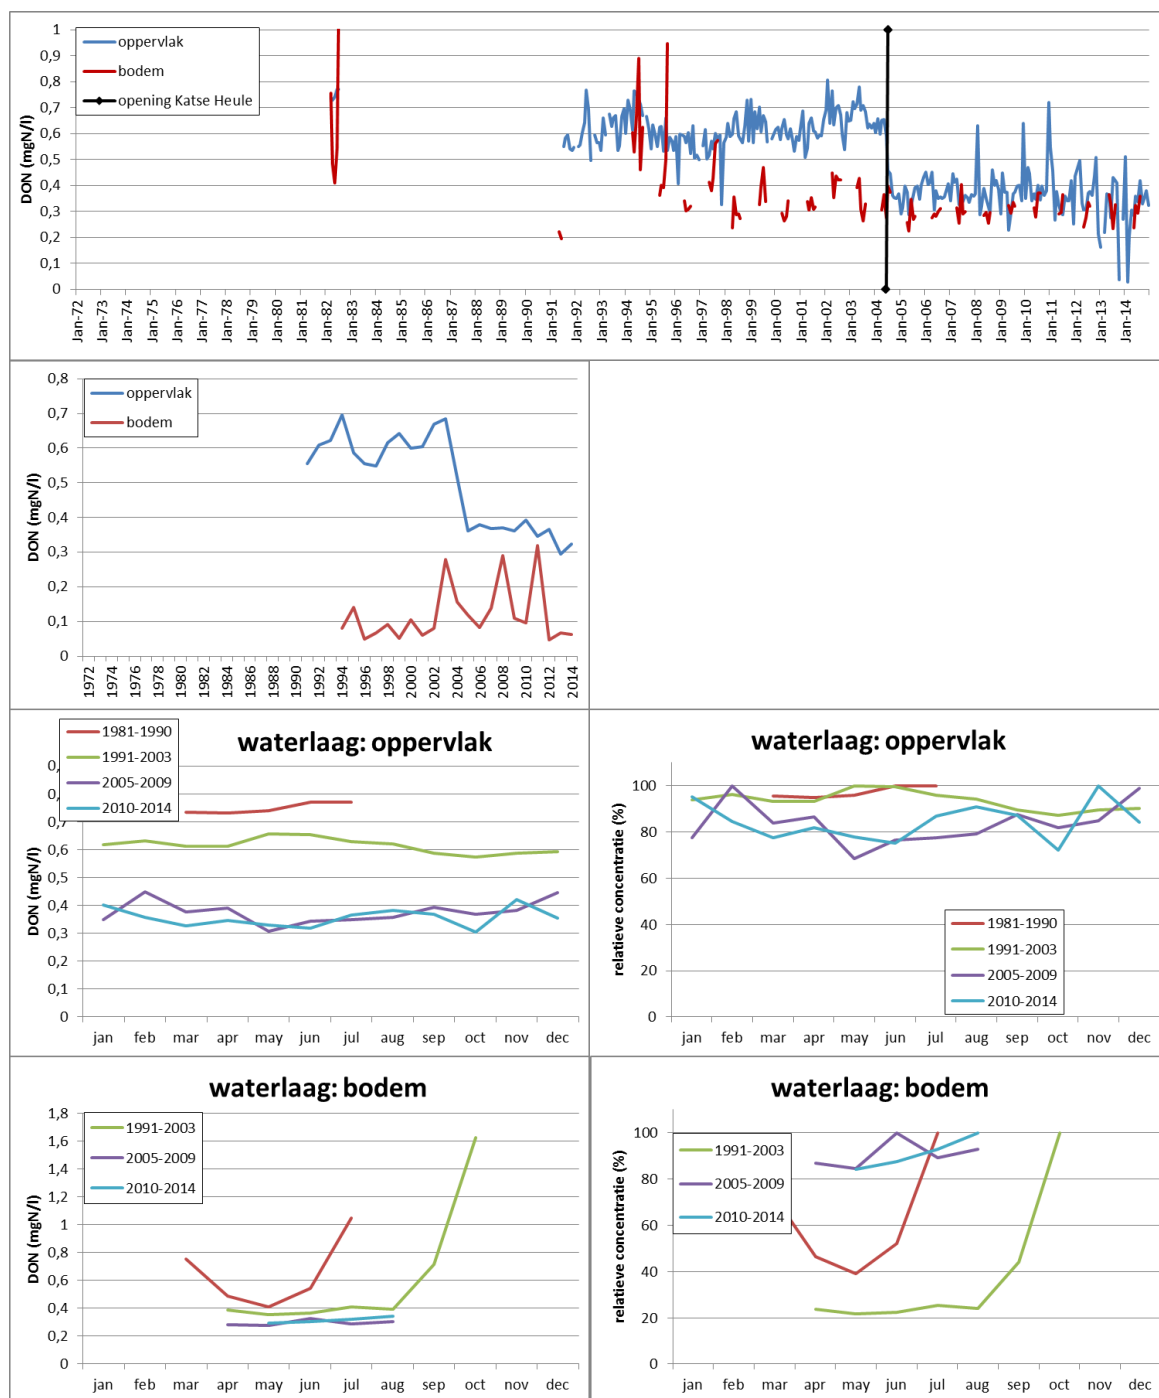 DON (mgN/l)
1
0,9
0,8
0,7
0,6
0,5
0,4
0,3
0,2
0,1
0
oppervlak
bodem
opening Katse Heule
Jan-72
Jan-73
Jan-74
Jan-75
Jan-76
Jan-77
Jan-78
Jan-79
Jan-80
Jan-81
Jan-82
Jan-83
Jan-84
Jan-85
Jan-86
Jan-87
Jan-88
Jan-89
Jan-90
Jan-91
Jan-92
Jan-93
Jan-94
Jan-95
Jan-96
Jan-97
Jan-98
Jan-99
Jan-00
Jan-01
Jan-02
Jan-03
Jan-04
Jan-05
Jan-06
Jan-07
Jan-08
Jan-09
Jan-10
Jan-11
Jan-12
Jan-13
Jan-14
DON (mgN/l)
0,8
0,7
0,6
0,5
0,4
0,3
0,2
0,1
0
oppervlak
bodem
1972
1974
1976
1978
1980
1982
1984
1986
1988
1990
1992
1994
1996
1998
2000
2002
2004
2006
2008
2010
2012
2014
waterlaag: oppervlak
1981-1990
1991-2003
2005-2009
2010-2014
DON (mgN/l)
0,7
0,6
0,5
0,4
0,3
0,2
0,1
0
jan feb mar apr may jun jul aug sep oct nov dec
waterlaag: oppervlak
relatieve concentratie (%)
100
80
60
40
20
0
1981-1990
1991-2003
2005-2009
2010-2014
jan feb mar apr may jun jul aug sep oct nov dec
waterlaag: bodem
DON (mgN/l)
1,8
1,6
1,4
1,2
1
0,8
0,6
0,4
0,2
0
1991-2003
2005-2009
2010-2014
jan feb mar apr may jun jul aug sep oct nov dec
waterlaag: bodem
relatieve concentratie (%)
100
80
60
40
20
0
1991-2003
2005-2009
2010-2014
jan feb mar apr may jun jul aug sep oct nov dec